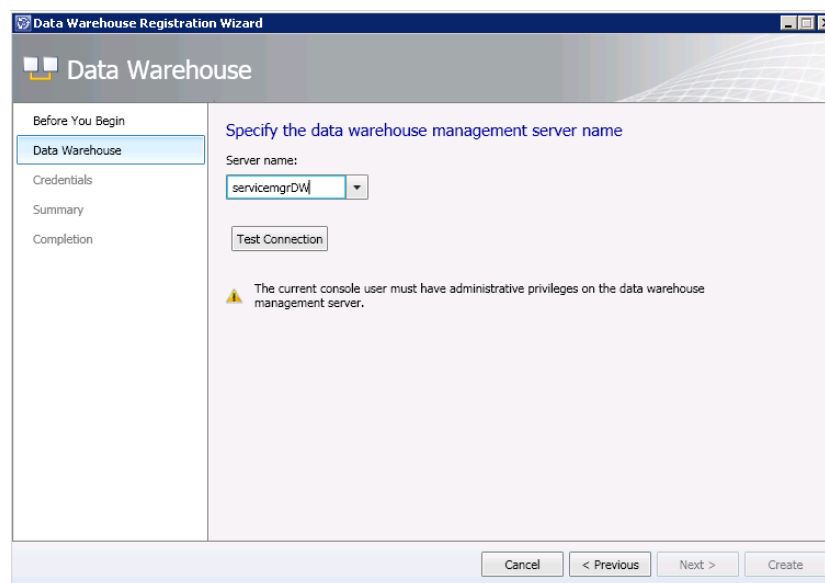 Data Warehouse Registration Wizard
Data Warehouse
Before You Begin
Data Warehouse
Credentials
Summary
Completion
Specify the data warehouse management server name
Server name:
servicemgrDW
Test Connection
The current console user must have administrative privileges on the data warehouse
management server.
Cancel
< Previous
Next >
Create